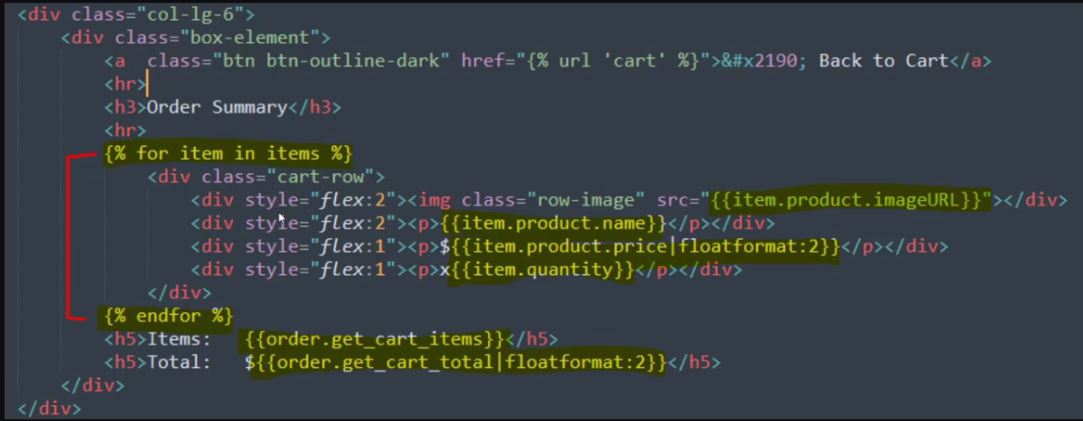 <div class="col-lg-6">
<div class="box-element">
<a  class="btn btn-outline-dark" href="{% url 'cart' %}">&#x2190; Back to Cart</a>
<hr>
<h3>Order Summary</h3>
<hr>
{% for item in items %}
<div class="cart-row">
<div style="flex:2"><img class="row-image" src="{{item.product.imageURL}}"></div>
<div style="flex:2"><p>{{item.product.name}}</p></div>
<div style="flex:1"><p>${{item.product.price|floatformat:2}}</p></div>
<div style="flex:1"><p>x{{item.quantity}}</p></div>
</div>
{% endfor %}
<h5>Items:   {{order.get_cart_items}}</h5>
<h5>Total:   ${{order.get_cart_total|floatformat:2}}</h5>
</div>
</div>